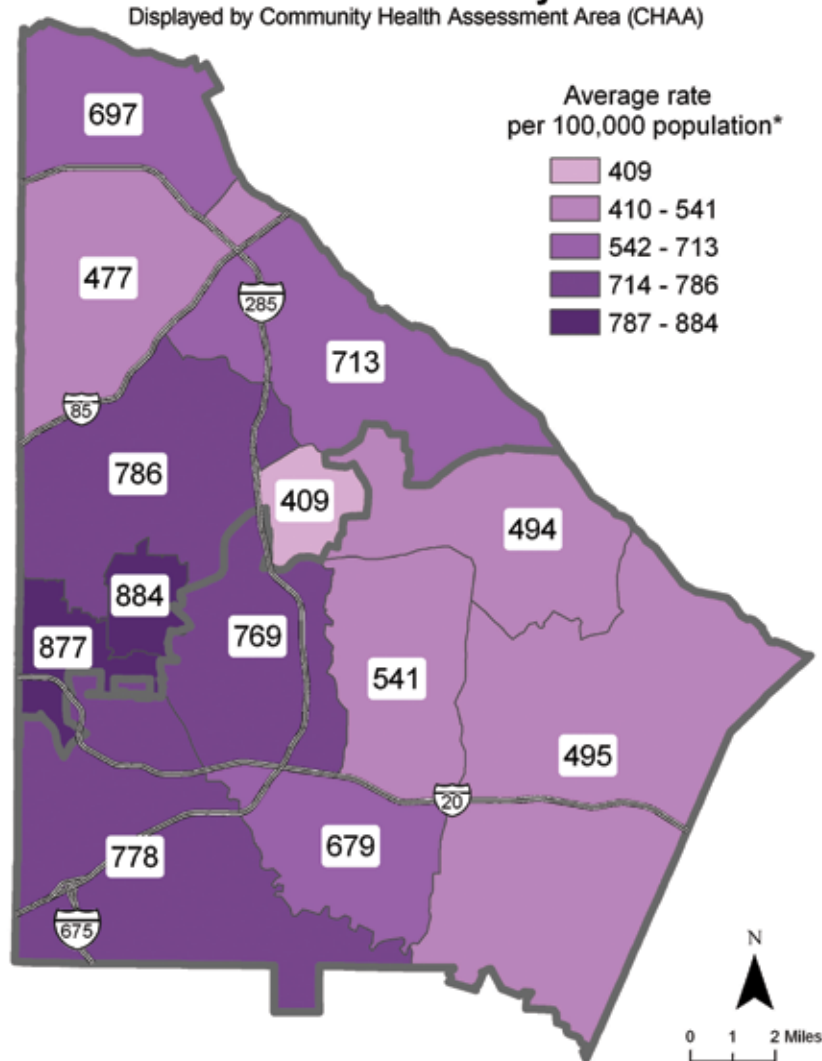 Displayed by Community Health Assessment Area (CHAA)
Average rate
per 100,000 population*
409
410 - 541
542 - 713
714 - 786
787 - 884
697
477
285
713
85
786
409
494
884
877
769
541
495
20
778
679
675
N
0 1 2 Miles